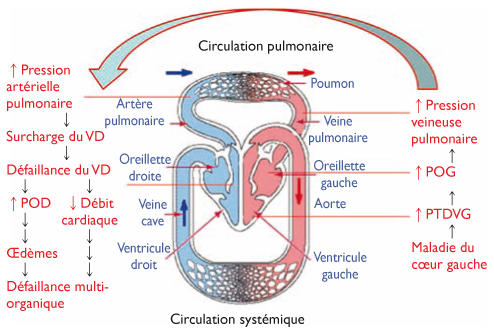 Circulation pulmonaire
↑ Pression
artérielle
pulmonaire
Surcharge du VD
Défaillance du VD
↑ POD
↓ Débit
cardiaque
Œdèmes
Défaillance multi-
organique
Artère
pulmonaire
Oreillette
droite
Veine
cave
Ventricule
droit
Poumon
Veine
pulmonaire
Oreillette
gauche
Aorte
Ventricule
gauche
↑ Pression
veineuse
pulmonaire
↑ POG
↑ PTDVG
Maladie du
cœur gauche
Circulation systémique